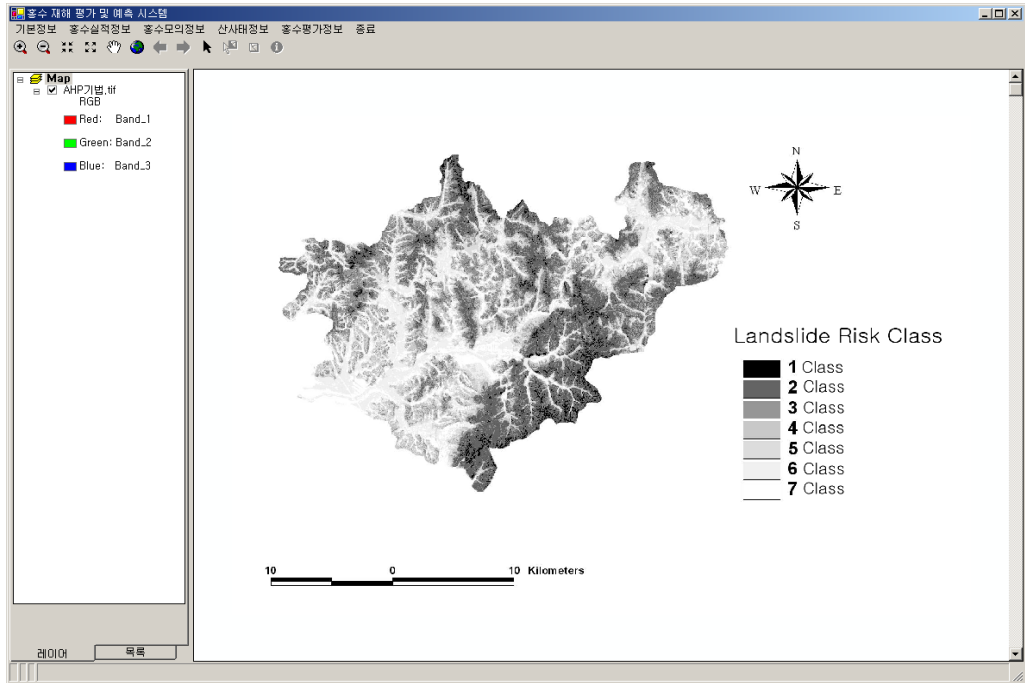 홍수 재해 평가 및 예측 시스템
기본정보 홍수실적정보 홍수모의정보 산사태정보 홍수평가정보 종료
Map
AHP기법.tif
RGB
Red: Band_1
Green: Band_2
Blue: Band_3
N
W E
S
Landslide Risk Class
1 Class
2 Class
3 Class
4 Class
5 Class
6 Class
7 Class
10 0 10 Kilometers
레이어 목록